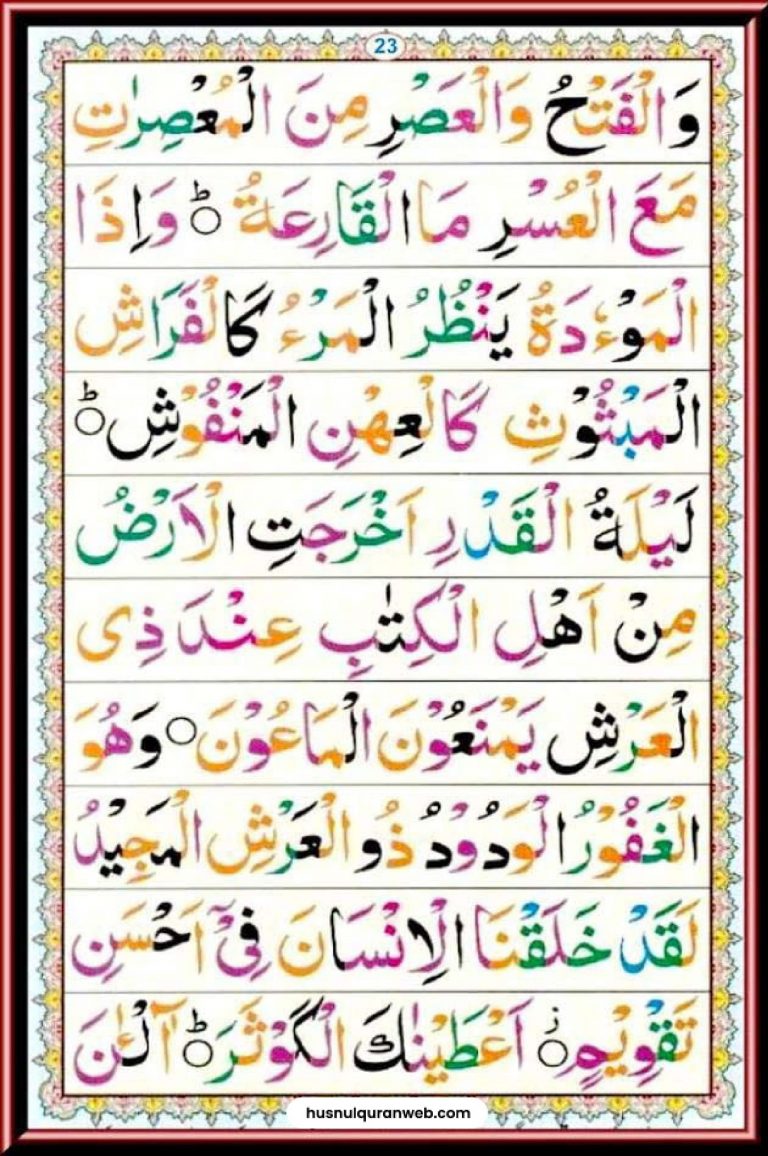 23
وَالْفَتْحُ وَالْعَصْرِ مِنَ الْمُعْصِرٰتِ
مَعَ الْعُسْرِ مَا الْقَارِعَةُ ۝ؕ وَاِذَا
الْمَوْءٗدَةُ يَنْظُرُ الْمَرْءُ كَالْفَرَاشِ
الْمَبْثُوْثِ كَالْعِهْنِ الْمَنْفُوْشِ ۝ؕ
لَيْلَةُ الْقَدْرِ اَخْرَجَتِ الْاَرْضُ
مِنْ اَهْلِ الْكِتٰبِ عِنْدَ ذِى
الْعَرْشِ يَمْنَعُوْنَ الْمَاعُوْنَ ۝ وَهُوَ
الْغَفُوْرُ الْوَدُوْدُ ذُو الْعَرْشِ الْمَجِيْدُ
لَقَدْ خَلَقْنَا الْاِنْسَانَ فِىْۤ اَحْسَنِ
تَقْوِيْمٍ ۝ز اَعْطَيْنٰكَ الْكَوْثَرَ ۝ؕ آٰلْـٰٔنَ
husnulquranweb.com